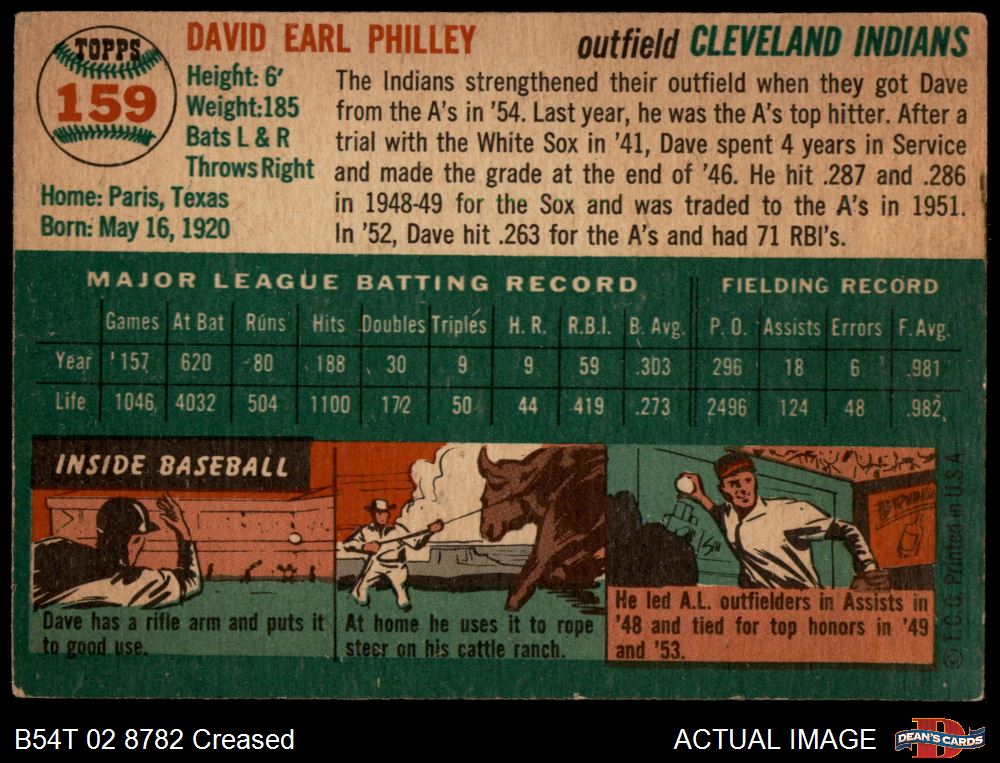 TOPPS
159
DAVID EARL PHILLEY
outfield CLEVELAND INDIANS
Height: 6'
Weight:185
Bats L & R
Throws Right
Home: Paris, Texas
Born: May 16, 1920
The Indians strengthened their outfield when they got Dave
from the A's in '54. Last year, he was the A's top hitter. After a
trial with the White Sox in '41, Dave spent 4 years in Service
and made the grade at the end of '46. He hit .287 and .286
in 1948-49 for the Sox and was traded to the A's in 1951.
In '52, Dave hit .263 for the A's and had 71 RBI's.
MAJOR LEAGUE BATTING RECORD FIELDING RECORD
Games At Bat Runs Hits Doubles Triples H. R. R.B.I. B. Avg. P. O. Assists Errors F. Avg.
Year 157 620 80 188 30 9 9 59 .303 296 18 6 .981
Life 1046 4032 504 1100 172 50 44 419 .273 2496 124 48 .982
INSIDE BASEBALL
Dave has a rifle arm and puts it
to good use.
At home he uses it to rope
steer on his cattle ranch.
He led A.L. outfielders in Assists in
'48 and tied for top honors in '49
and '53.
© T.C.G. Printed in U.S.A.
B54T 02 8782 Creased
ACTUAL IMAGE
DEAN'S CARDS